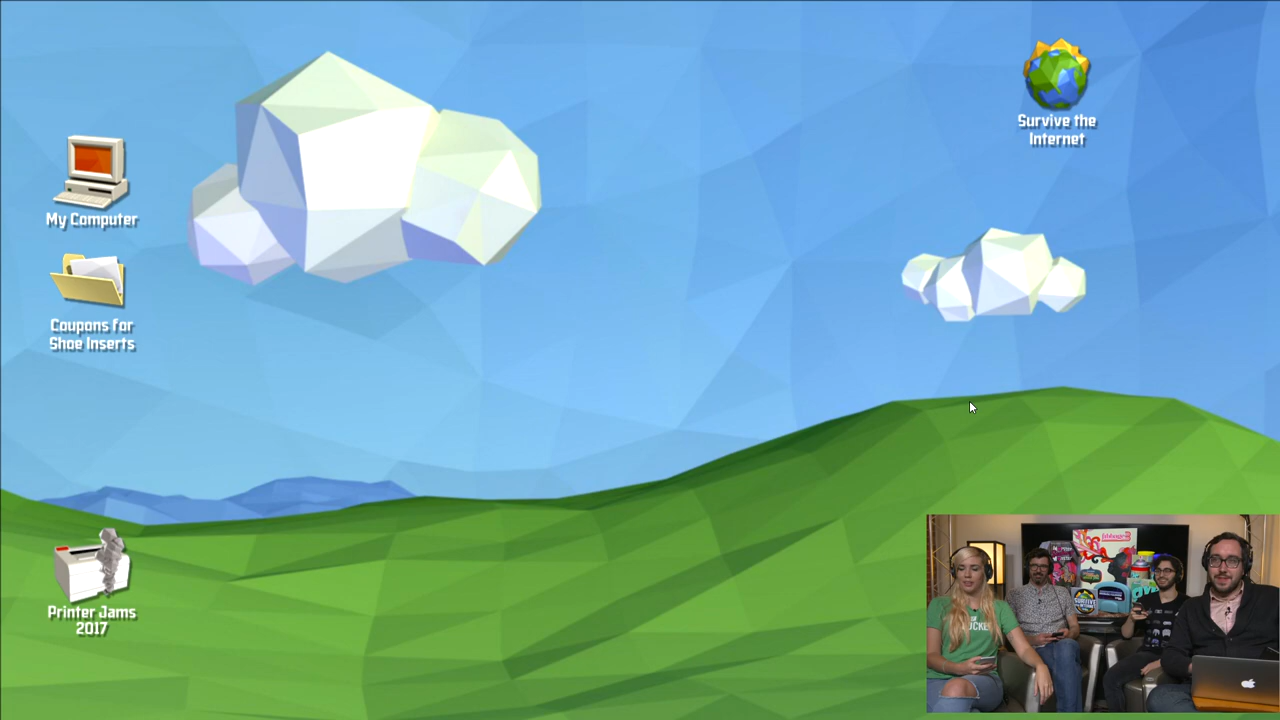 Survive the
Internet
My Computer
Coupons for
Shoe Inserts
Printer Jams
2017